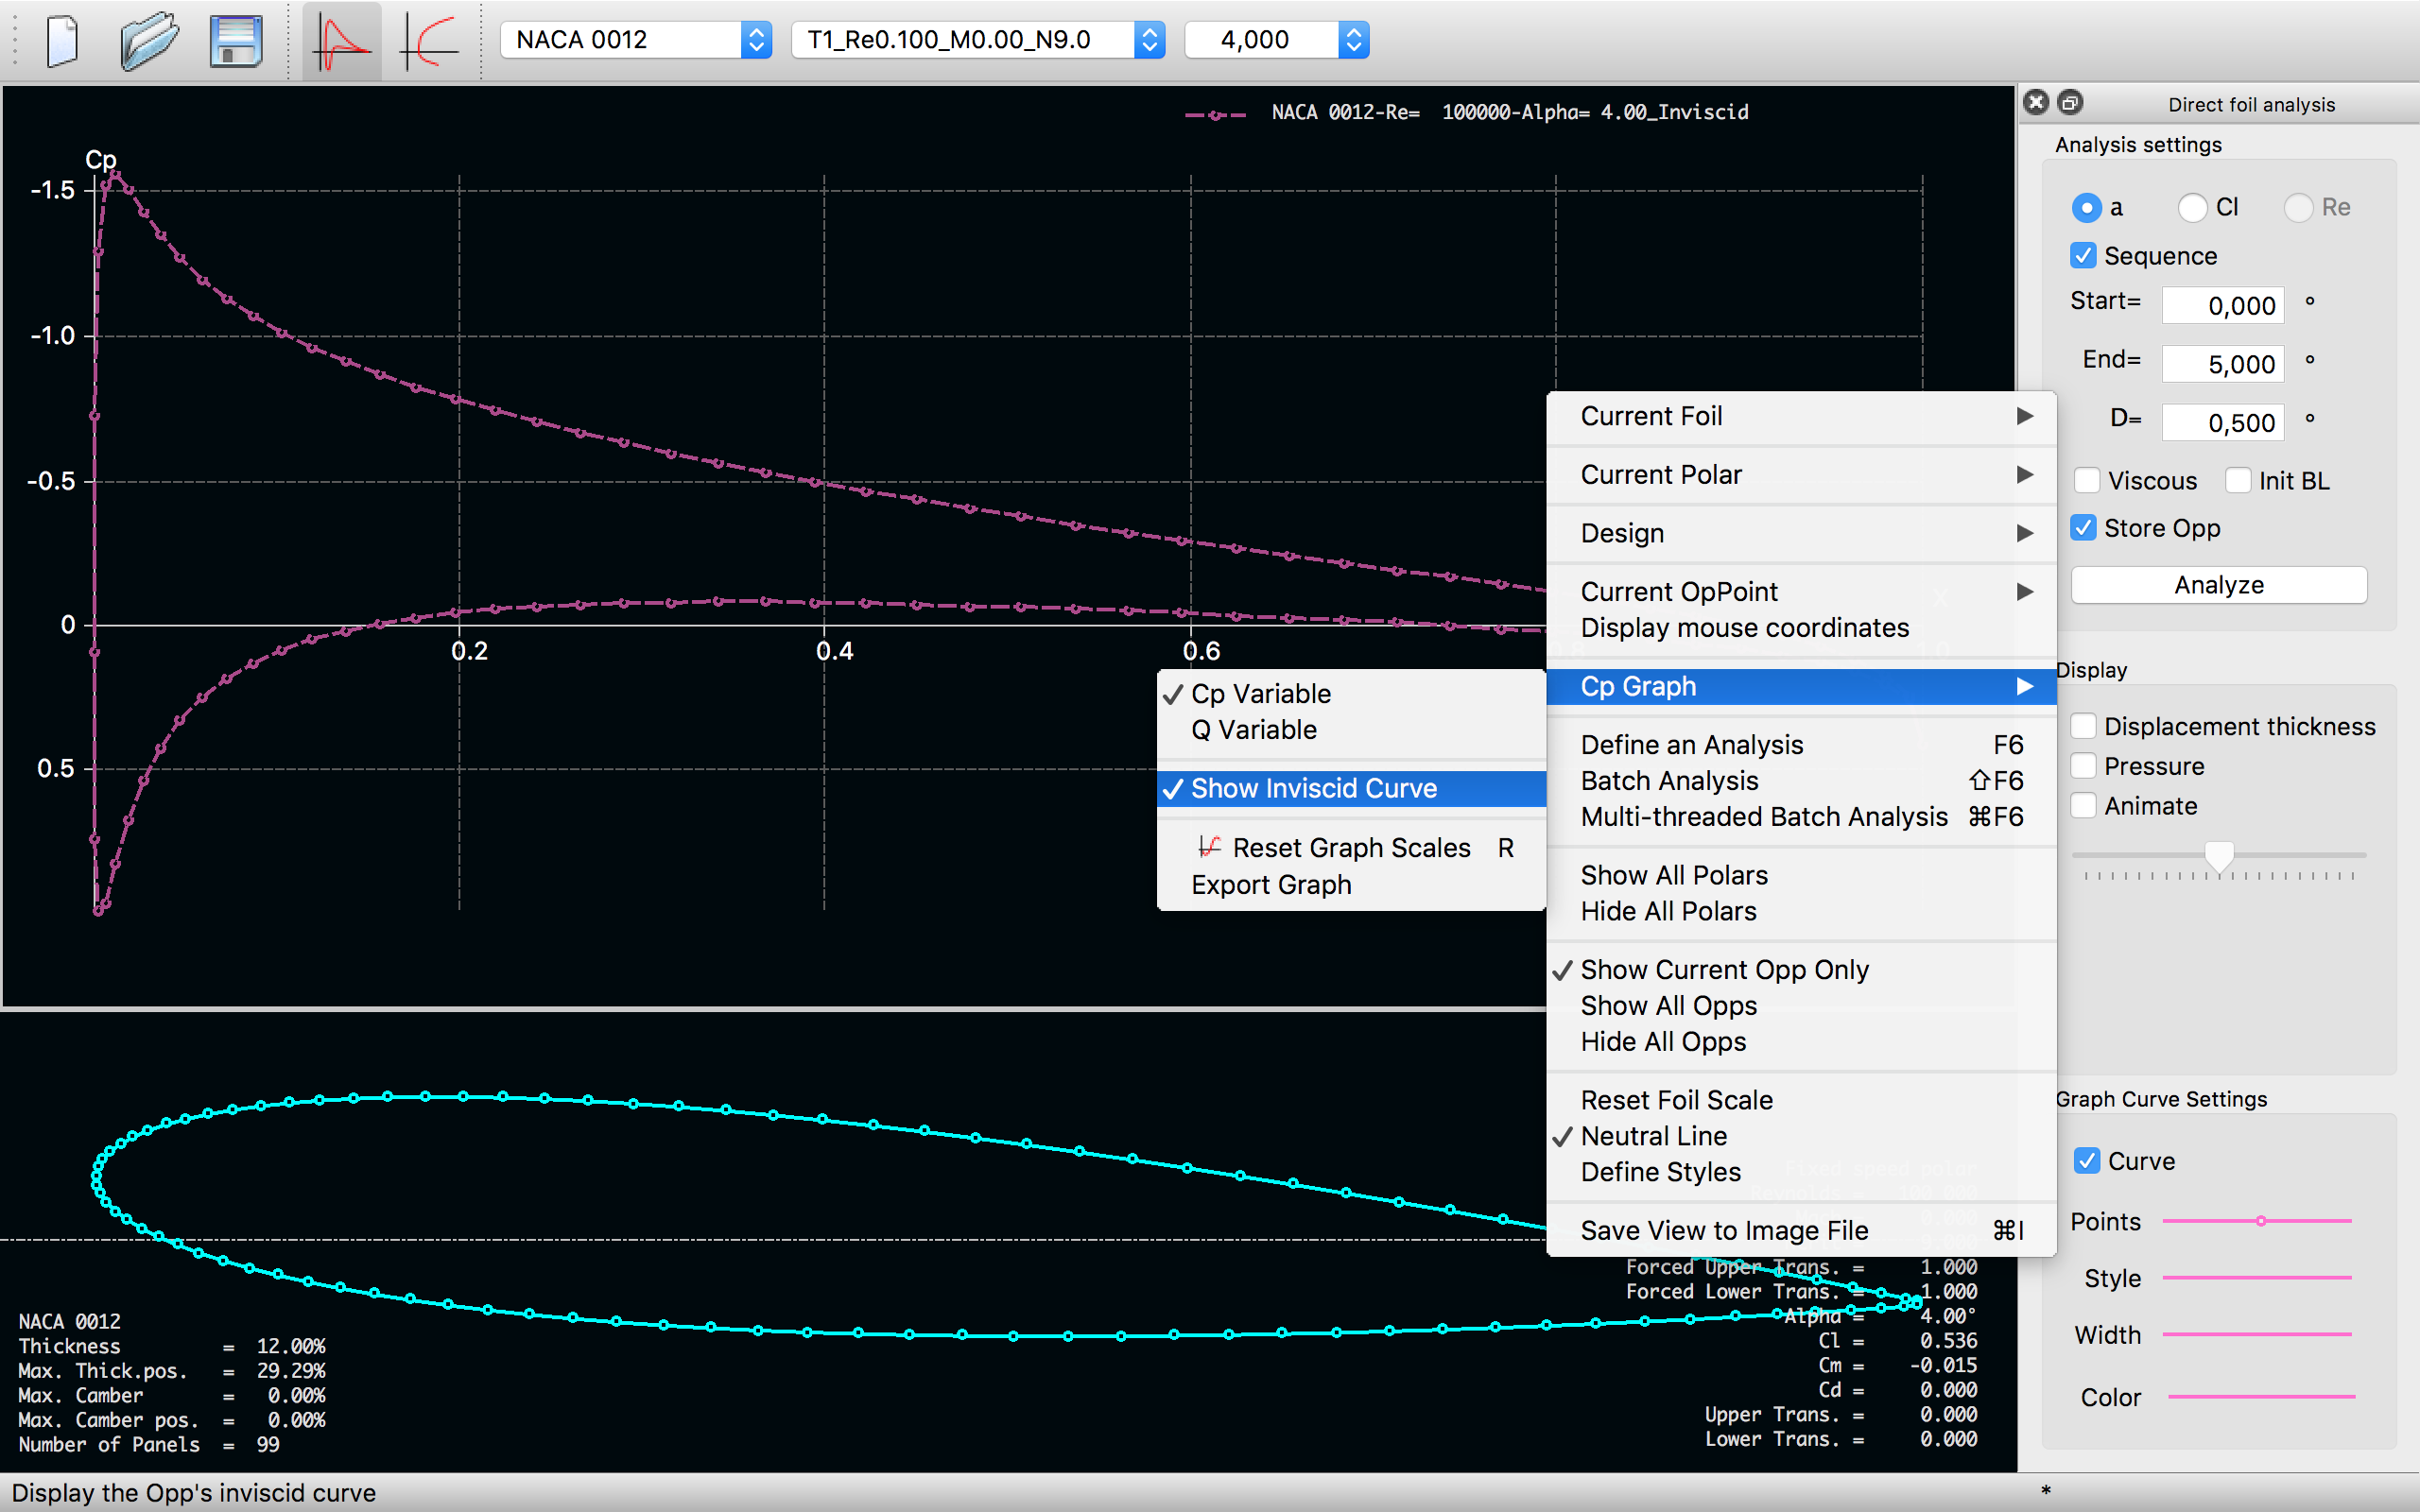 NACA 0012
T1_Re0.100_M0.00_N9.0
4,000
NACA 0012-Re=  100000-Alpha= 4.00_Inviscid
Cp
-1.5
-1.0
-0.5
0
0.5
0.2
0.4
0.6
Current Foil
Current Polar
Design
Current OpPoint
Display mouse coordinates
Cp Graph
Define an Analysis F6
Batch Analysis ⇧F6
Multi-threaded Batch Analysis ⌘F6
Show All Polars
Hide All Polars
✓ Show Current Opp Only
Show All Opps
Hide All Opps
Reset Foil Scale
✓ Neutral Line
Define Styles
Save View to Image File ⌘I
✓ Cp Variable
Q Variable
✓ Show Inviscid Curve
Reset Graph Scales R
Export Graph
Direct foil analysis
Analysis settings
a Cl Re
Sequence
Start= 0,000 °
End= 5,000 °
D= 0,500 °
Viscous Init BL
Store Opp
Analyze
Display
Displacement thickness
Pressure
Animate
Graph Curve Settings
Curve
Points
Style
Width
Color
NACA 0012
Thickness = 12.00%
Max. Thick.pos. = 29.29%
Max. Camber = 0.00%
Max. Camber pos. = 0.00%
Number of Panels = 99
Forced Upper Trans. = 1.000
Forced Lower Trans. = 1.000
Alpha = 4.00°
Cl = 0.536
Cm = -0.015
Cd = 0.000
Upper Trans. = 0.000
Lower Trans. = 0.000
Display the Opp's inviscid curve
*